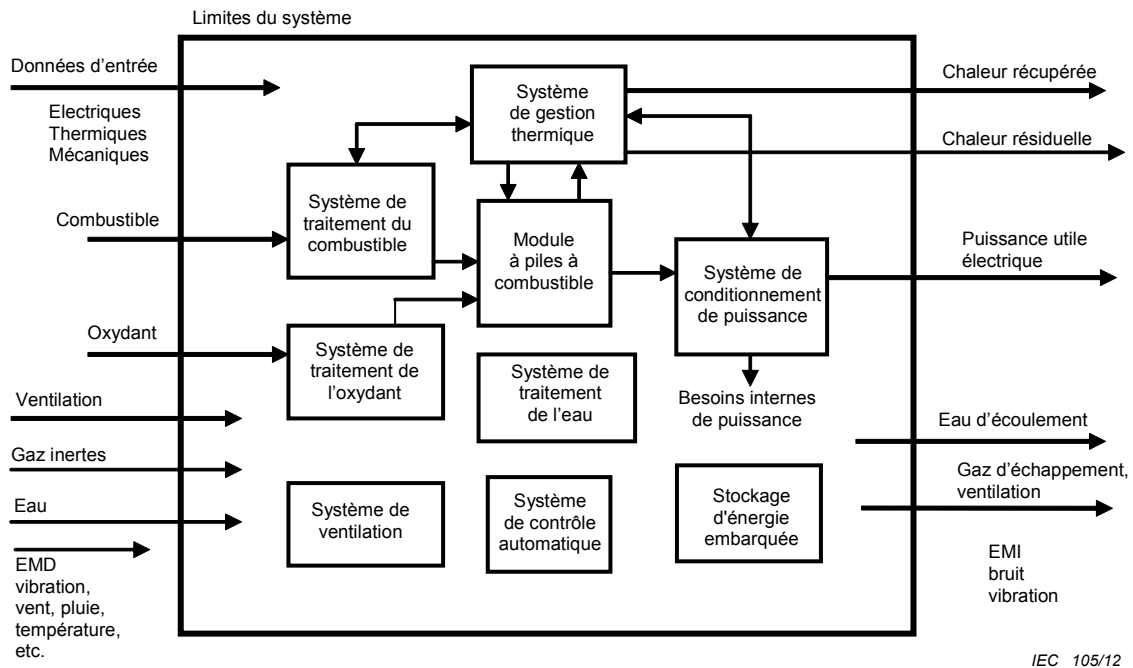 Limites du système
Données d'entrée
Electriques
Thermiques
Mécaniques
Combustible
Oxydant
Ventilation
Gaz inertes
Eau
EMD
vibration,
vent, pluie,
température,
etc.
Système
de gestion
thermique
Système de
traitement du
combustible
Module
à piles à
combustible
Système de
conditionnement
de puissance
Système de
traitement de
l'oxydant
Système de
traitement
de l'eau
Besoins internes
de puissance
Système de
ventilation
Système
de contrôle
automatique
Stockage
d'énergie
embarquée
Chaleur récupérée
Chaleur résiduelle
Puissance utile
électrique
Eau d'écoulement
Gaz d'échappement,
ventilation
EMI
bruit
vibration
IEC 105/12